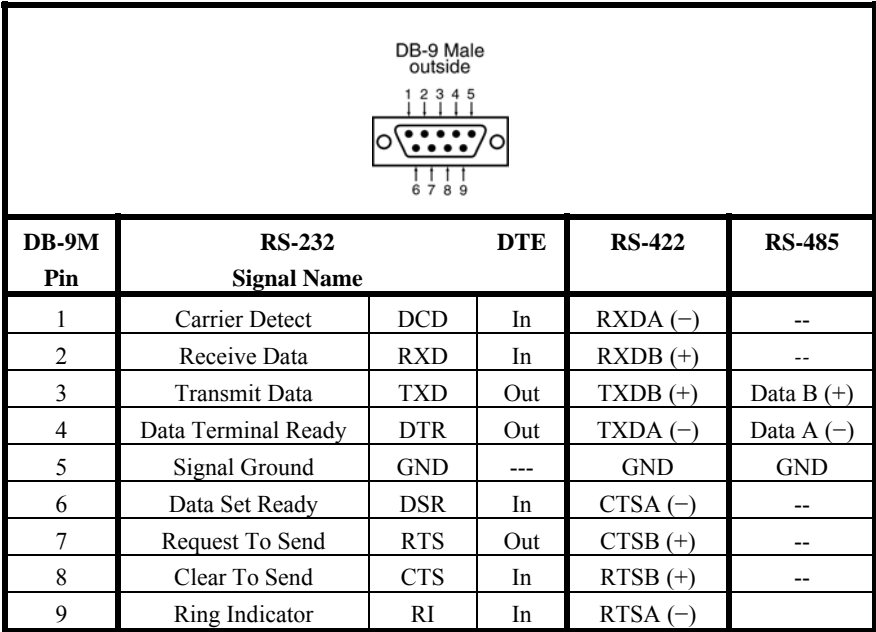 DB-9 Male
outside
1 2 3 4 5
6 7 8 9
DB-9M Pin RS-232 Signal Name DTE RS-422 RS-485
1 Carrier Detect DCD In RXDA (−) --
2 Receive Data RXD In RXDB (+) --
3 Transmit Data TXD Out TXDB (+) Data B (+)
4 Data Terminal Ready DTR Out TXDA (−) Data A (−)
5 Signal Ground GND --- GND GND
6 Data Set Ready DSR In CTSA (−) --
7 Request To Send RTS Out CTSB (+) --
8 Clear To Send CTS In RTSB (+) --
9 Ring Indicator RI In RTSA (−)